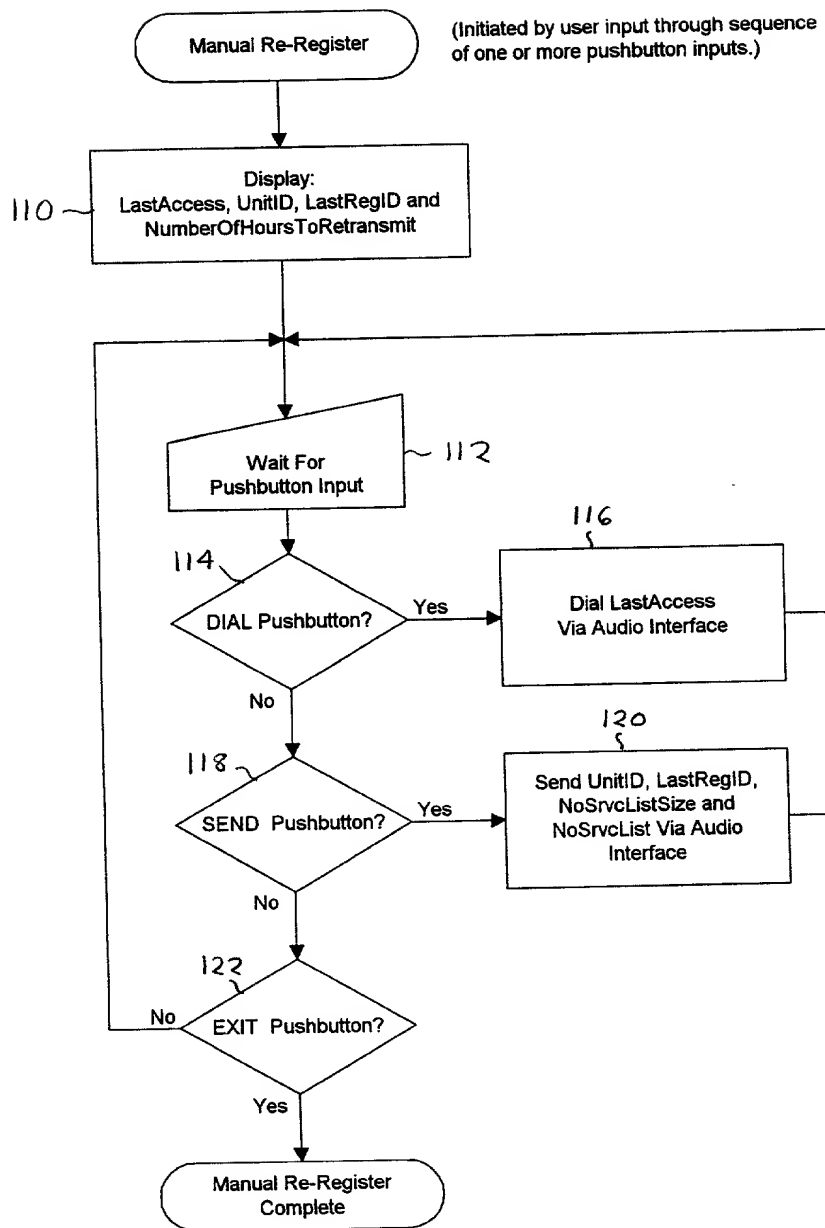 Manual Re-Register
(Initiated by user input through sequence
of one or more pushbutton inputs.)
110
Display:
LastAccess, UnitID, LastRegID and
NumberOfHoursToRetransmit
Wait For
Pushbutton Input
112
114
DIAL Pushbutton?
Yes
116
Dial LastAccess
Via Audio Interface
No
118
SEND Pushbutton?
Yes
120
Send UnitID, LastRegID,
NoSrvcListSize and
NoSrvcList Via Audio
Interface
No
122
No
EXIT Pushbutton?
Yes
Manual Re-Register
Complete